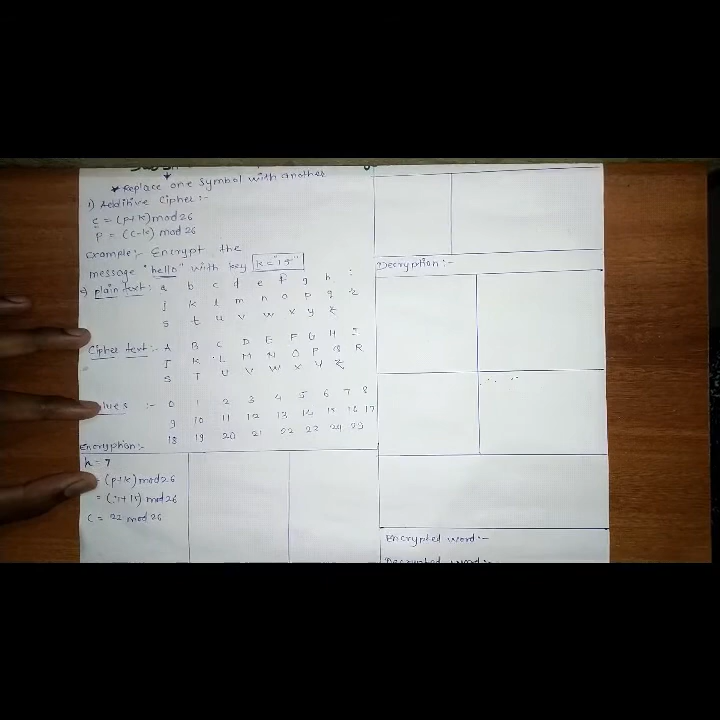 * Replace one symbol with another
1) Additive Cipher:-
C = (P+K) mod 26
P = (C-K) mod 26
Example:- Encrypt the
message "hello" with key K="15"
plain text: a b c d e f g h i
j k l m n o p q r
s t u v w x y z
Cipher text:- A B C D E F G H I
J K L M N O P Q R
S T U V W X Y Z
:- 0 1 2 3 4 5 6 7 8
9 10 11 12 13 14 15 16 17
18 19 20 21 22 23 24 25
Encryption:-
h = 7
= (P+K) mod 26
= (7+15) mod 26
C = 22 mod 26
Decryption:-
Encrypted word:-
Decrypted word:-